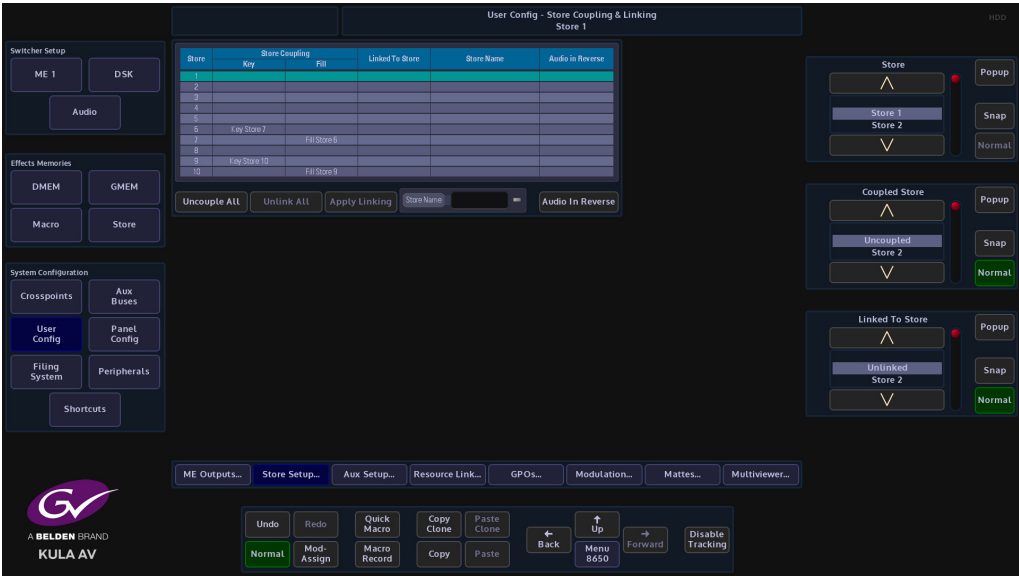 User Config - Store Coupling & Linking
Store 1
HDD
Switcher Setup
ME 1
DSK
Audio
Effects Memories
DMEM
GMEM
Macro
Store
System Configuration
Crosspoints
Aux
Buses
User
Config
Panel
Config
Filing
System
Peripherals
Shortcuts
A BELDEN BRAND
KULA AV
Store
Store Coupling
Key
Fill
Linked To Store
Store Name
Audio in Reverse
1
2
3
4
5
6 Key Store 7
7 Fill Store 6
8
9 Key Store 10
10 Fill Store 9
Uncouple All
Unlink All
Apply Linking
Store Name
Audio In Reverse
Store
Store 1
Store 2
Popup
Snap
Normal
Coupled Store
Uncoupled
Store 2
Popup
Snap
Normal
Linked To Store
Unlinked
Store 2
Popup
Snap
Normal
ME Outputs...
Store Setup...
Aux Setup...
Resource Link...
GPOs...
Modulation...
Mattes...
Multiviewer...
Undo
Redo
Normal
Mod-
Assign
Quick
Macro
Macro
Record
Copy
Clone
Paste
Clone
Copy
Paste
Back
Up
Menu
8650
Forward
Disable
Tracking